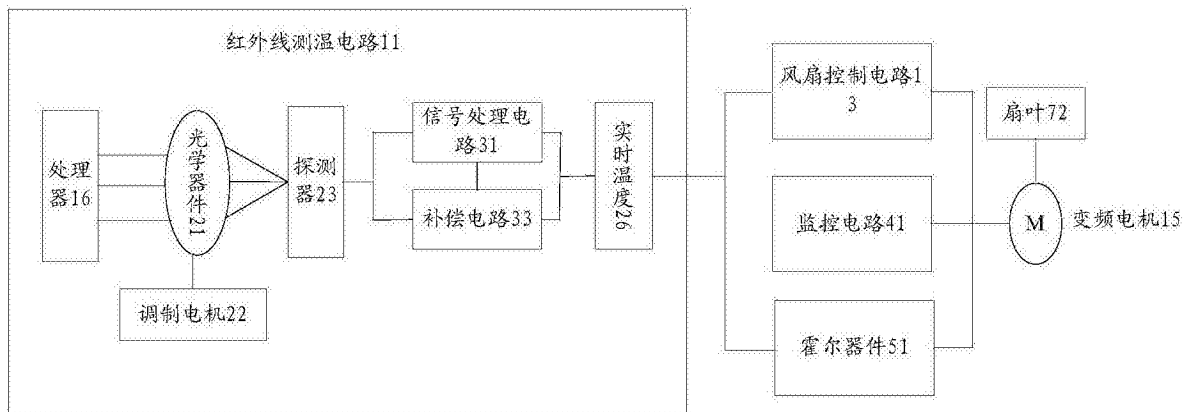 红外线测温电路11
处理
器16
光学器件21
调制电机22
探测
器23
信号处理电
路31
补偿电路33
实时温度26
风扇控制电路1
3
监控电路41
霍尔器件51
扇叶72
M
变频电机15